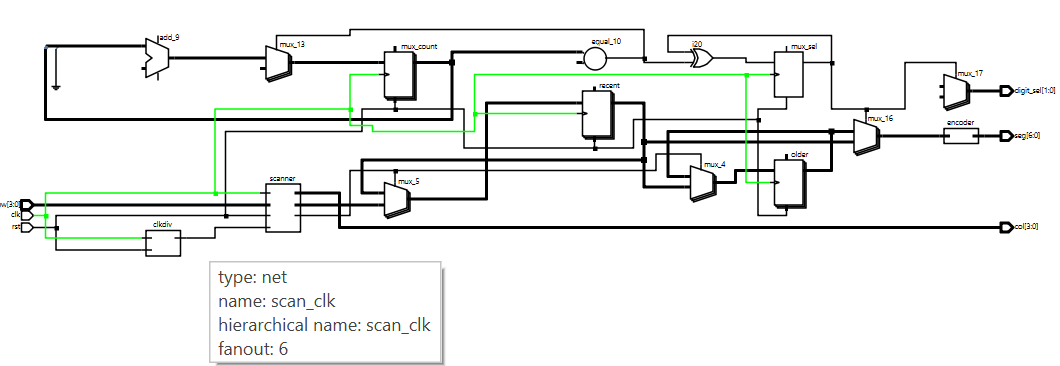 add_9
mux_13
mux_count
equal_10
i20
mux_sel
mux_17
digit_sel[1:0]
recent
mux_16
encoder
seg[6:0]
scanner
mux_5
mux_4
older
w[3:0]
clk
rst
clkdiv
col[3:0]
type: net
name: scan_clk
hierarchical name: scan_clk
fanout: 6